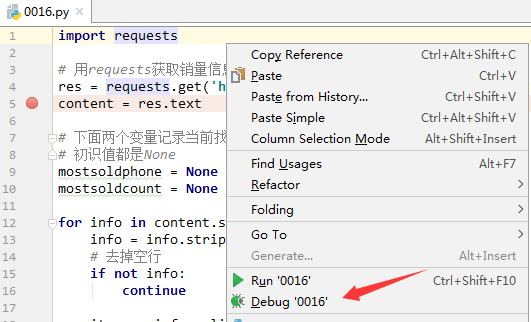 0016.py
1 import requests
2
3 # 用requests获取销量信息
4 res = requests.get('h
5 content = res.text
6
7 # 下面两个变量记录当前找
8 # 初识值都是None
9 mostsoldphone = None
10 mostsoldcount = None
11
12 for info in content.s
13 info = info.strip
14 # 去掉空行
15 if not info:
16 continue
17
Copy Reference Ctrl+Alt+Shift+C
Paste Ctrl+V
Paste from History... Ctrl+Shift+V
Paste Simple Ctrl+Alt+Shift+V
Column Selection Mode Alt+Shift+Insert
Find Usages Alt+F7
Refactor
Folding
Go To
Generate... Alt+Insert
Run '0016' Ctrl+Shift+F10
Debug '0016'